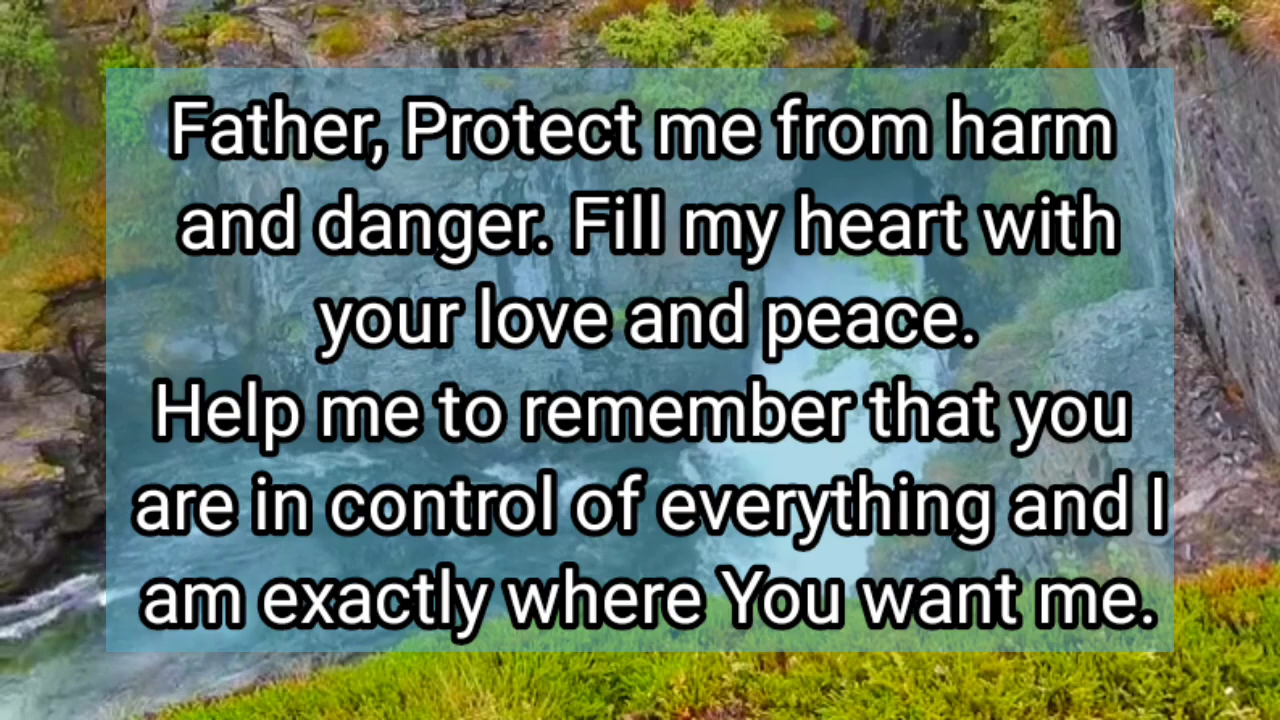 Father, Protect me from harm
and danger. Fill my heart with
your love and peace.
Help me to remember that you
are in control of everything and I
am exactly where You want me.